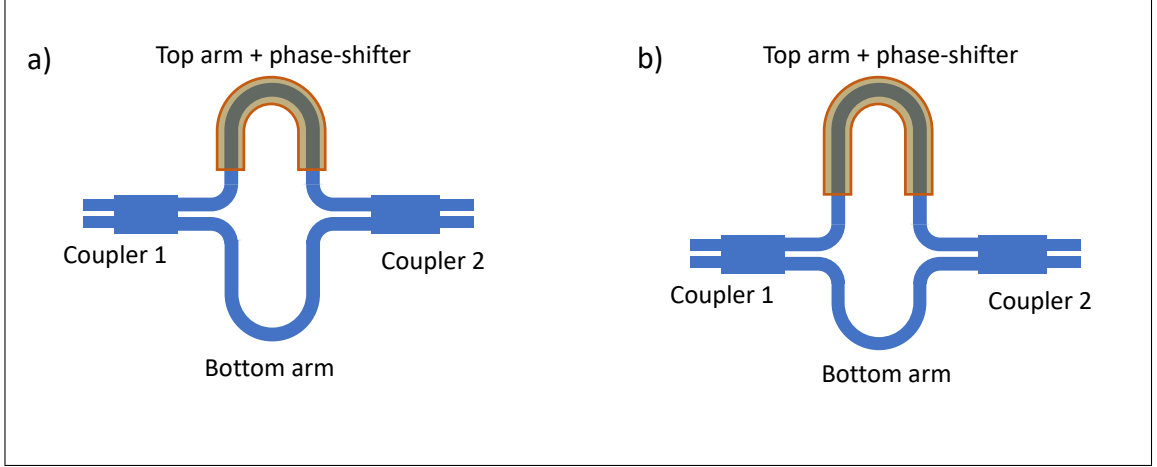 a)
Top arm + phase-shifter
Coupler 1
Coupler 2
Bottom arm
b)
Top arm + phase-shifter
Coupler 1
Coupler 2
Bottom arm